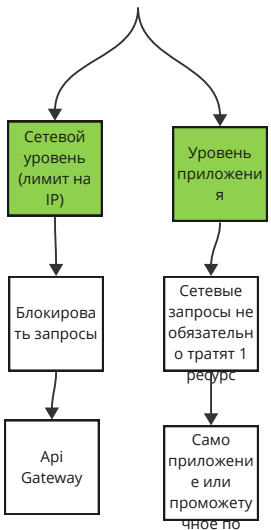 Сетевой
уровень
(лимит на
IP)
Уровень
приложени
я
Блокирова
ть запросы
Сетевые
запросы не
обязательн
о тратят 1
ресурс
Api
Gateway
Само
приложени
е или
проможету
чное по